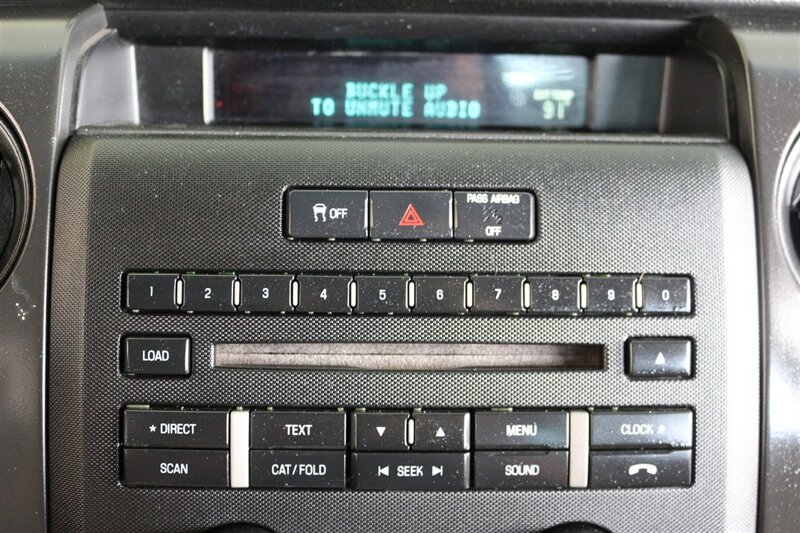 BUCKLE UP
TO UNMUTE AUDIO
91
OFF
PASS AIRBAG
OFF
1 2 3 4 5 6 7 8 9 0
LOAD
* DIRECT TEXT MENU CLOCK #
SCAN CAT/FOLD SEEK SOUND